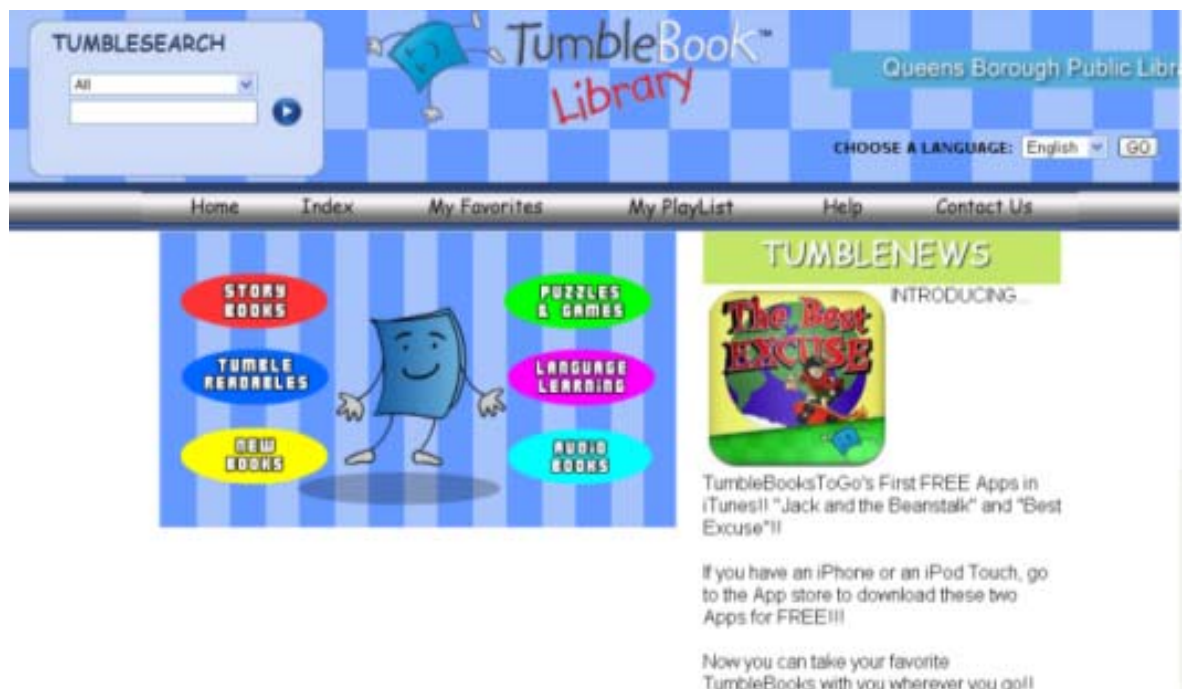 TUMBLESEARCH
All
TumbleBook™
Library
Queens Borough Public Libr
CHOOSE A LANGUAGE: English GO
Home Index My Favorites My PlayList Help Contact Us
STORY
BOOKS
TUMBLE
READABLES
NEW
BOOKS
PUZZLES
& GAMES
LANGUAGE
LEARNING
AUDIO
BOOKS
TUMBLENEWS
The Best
EXCUSE
INTRODUCING...
TumbleBooksToGo's First FREE Apps in
iTunes!! "Jack and the Beanstalk" and "Best
Excuse"!!
If you have an iPhone or an iPod Touch, go
to the App store to download these two
Apps for FREE!!!
Now you can take your favorite
TumbleBooks with you wherever you go!!